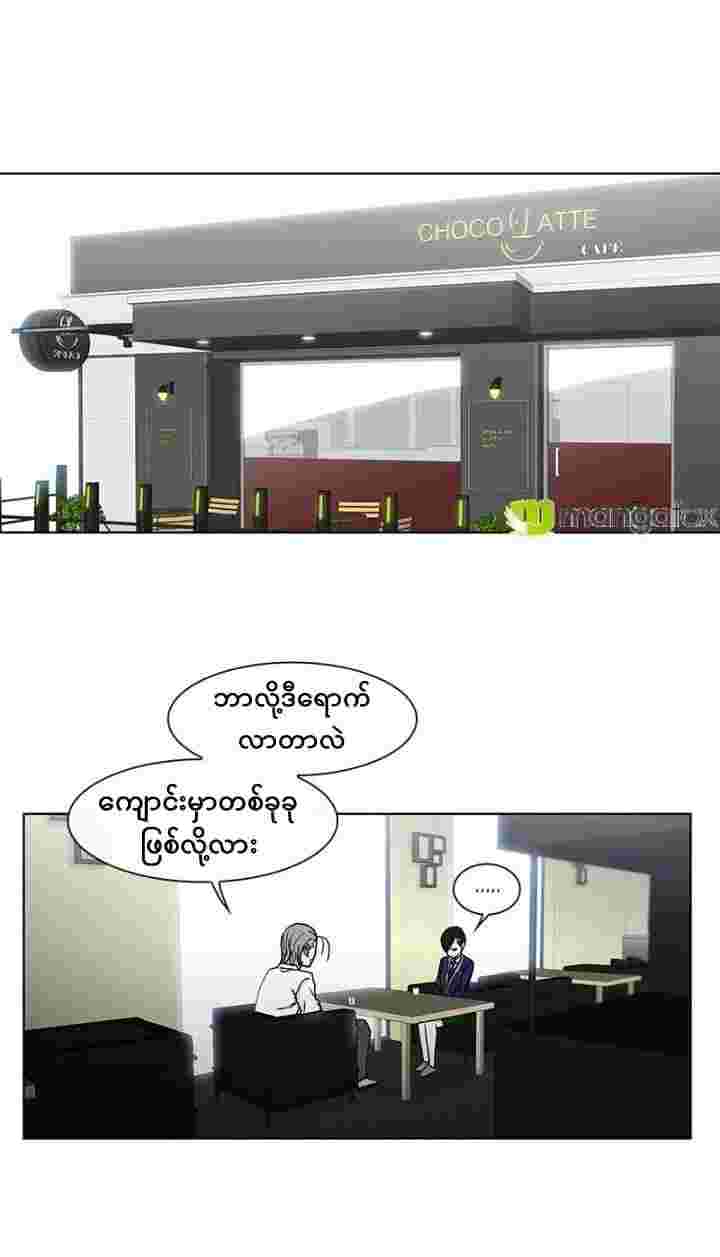 CHOCO LATTE
CAFE
mangafox
ဘာလို့ဒီရောက်
လာတာလဲ
ကျောင်းမှာတစ်ခုခု
ဖြစ်လို့လား
.....